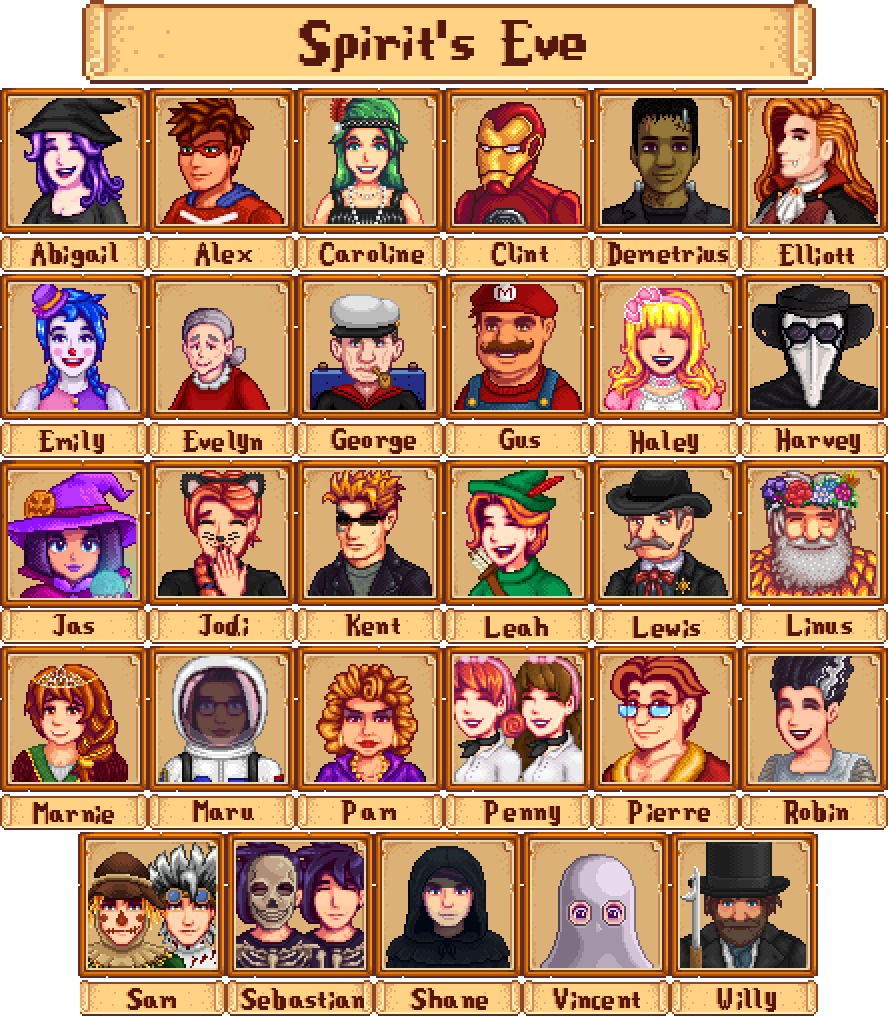 Spirit's Eve
Abigail Alex Caroline Clint Demetrius Elliott
M
Emily Evelyn George Gus Haley Harvey
Jas Jodi Kent Leah Lewis Linus
Marnie Maru Pam Penny Pierre Robin
Sam Sebastian Shane Vincent Willy